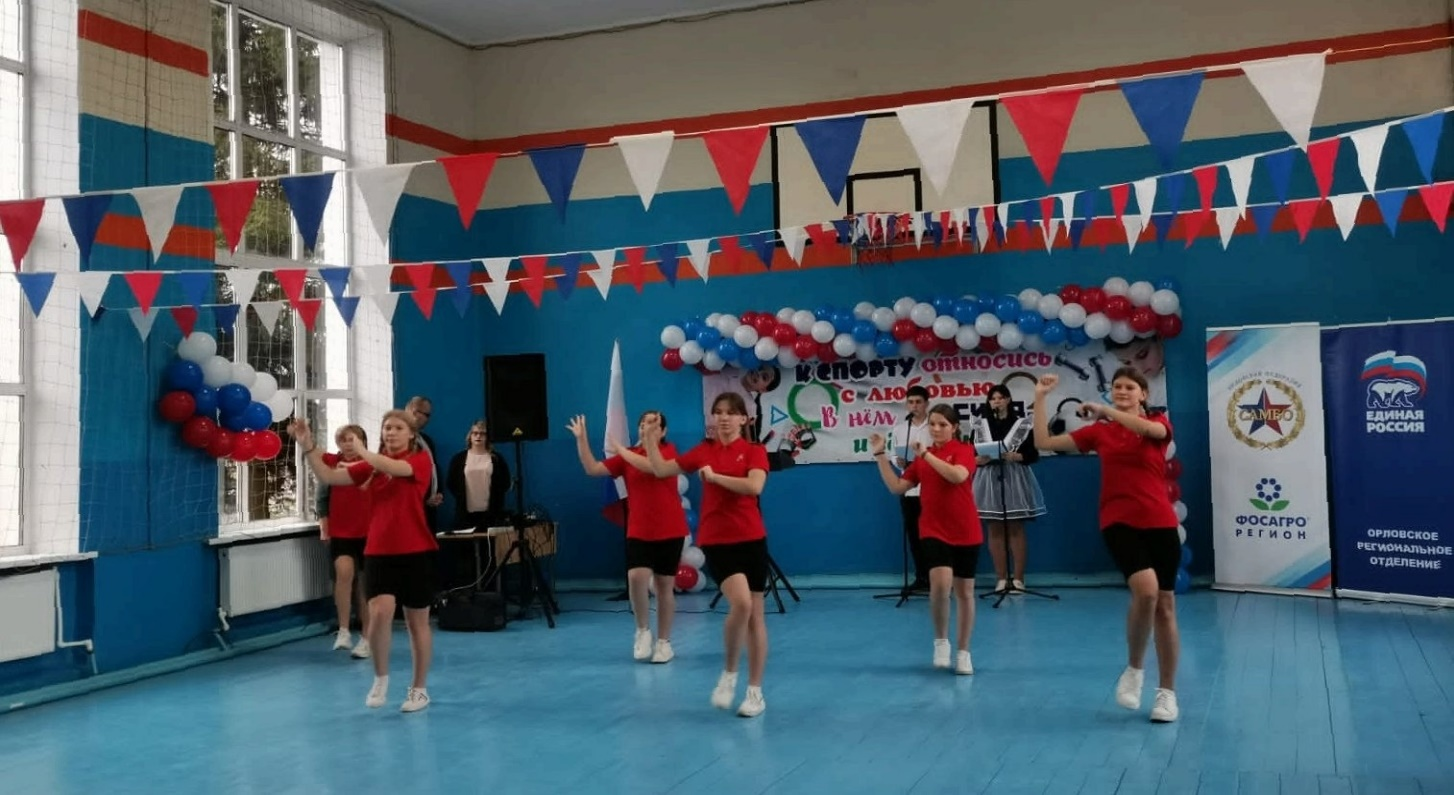 К СПОРТУ относись
с любовью
В нём
САМБО
ФОСАГРО
РЕГИОН
ЕДИНАЯ
РОССИЯ
ОРЛОВСКОЕ
РЕГИОНАЛЬНОЕ
ОТДЕЛЕНИЕ